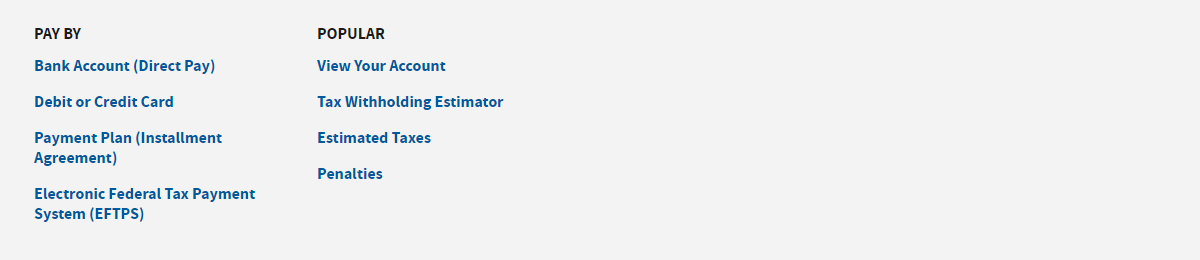 PAY BY
Bank Account (Direct Pay)
Debit or Credit Card
Payment Plan (Installment
Agreement)
Electronic Federal Tax Payment
System (EFTPS)
POPULAR
View Your Account
Tax Withholding Estimator
Estimated Taxes
Penalties